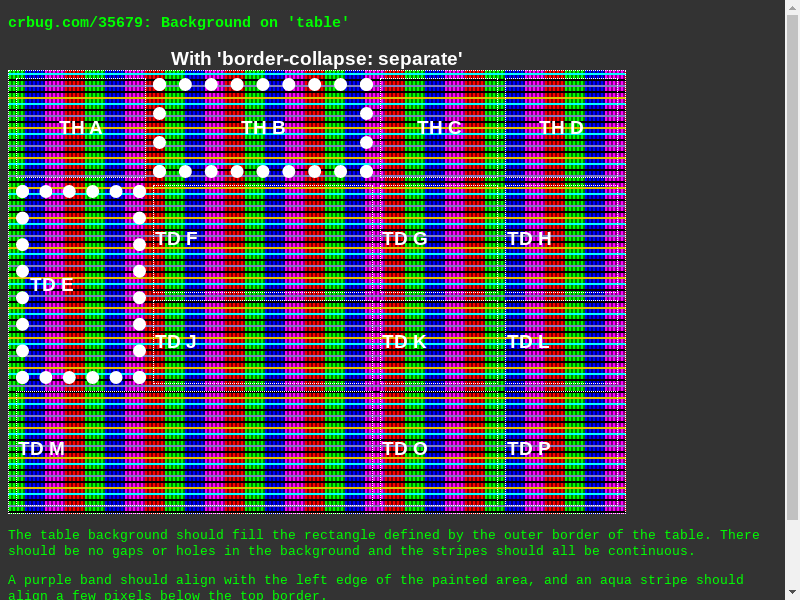 crbug.com/35679: Background on 'table'
With 'border-collapse: separate'
TH A TH B TH C TH D
TD F TD G TD H
TD E
TD J TD K TD L
TD M TD O TD P
The table background should fill the rectangle defined by the outer border of the table. There
should be no gaps or holes in the background and the stripes should all be continuous.
A purple band should align with the left edge of the painted area, and an aqua stripe should
align a few pixels below the top border.